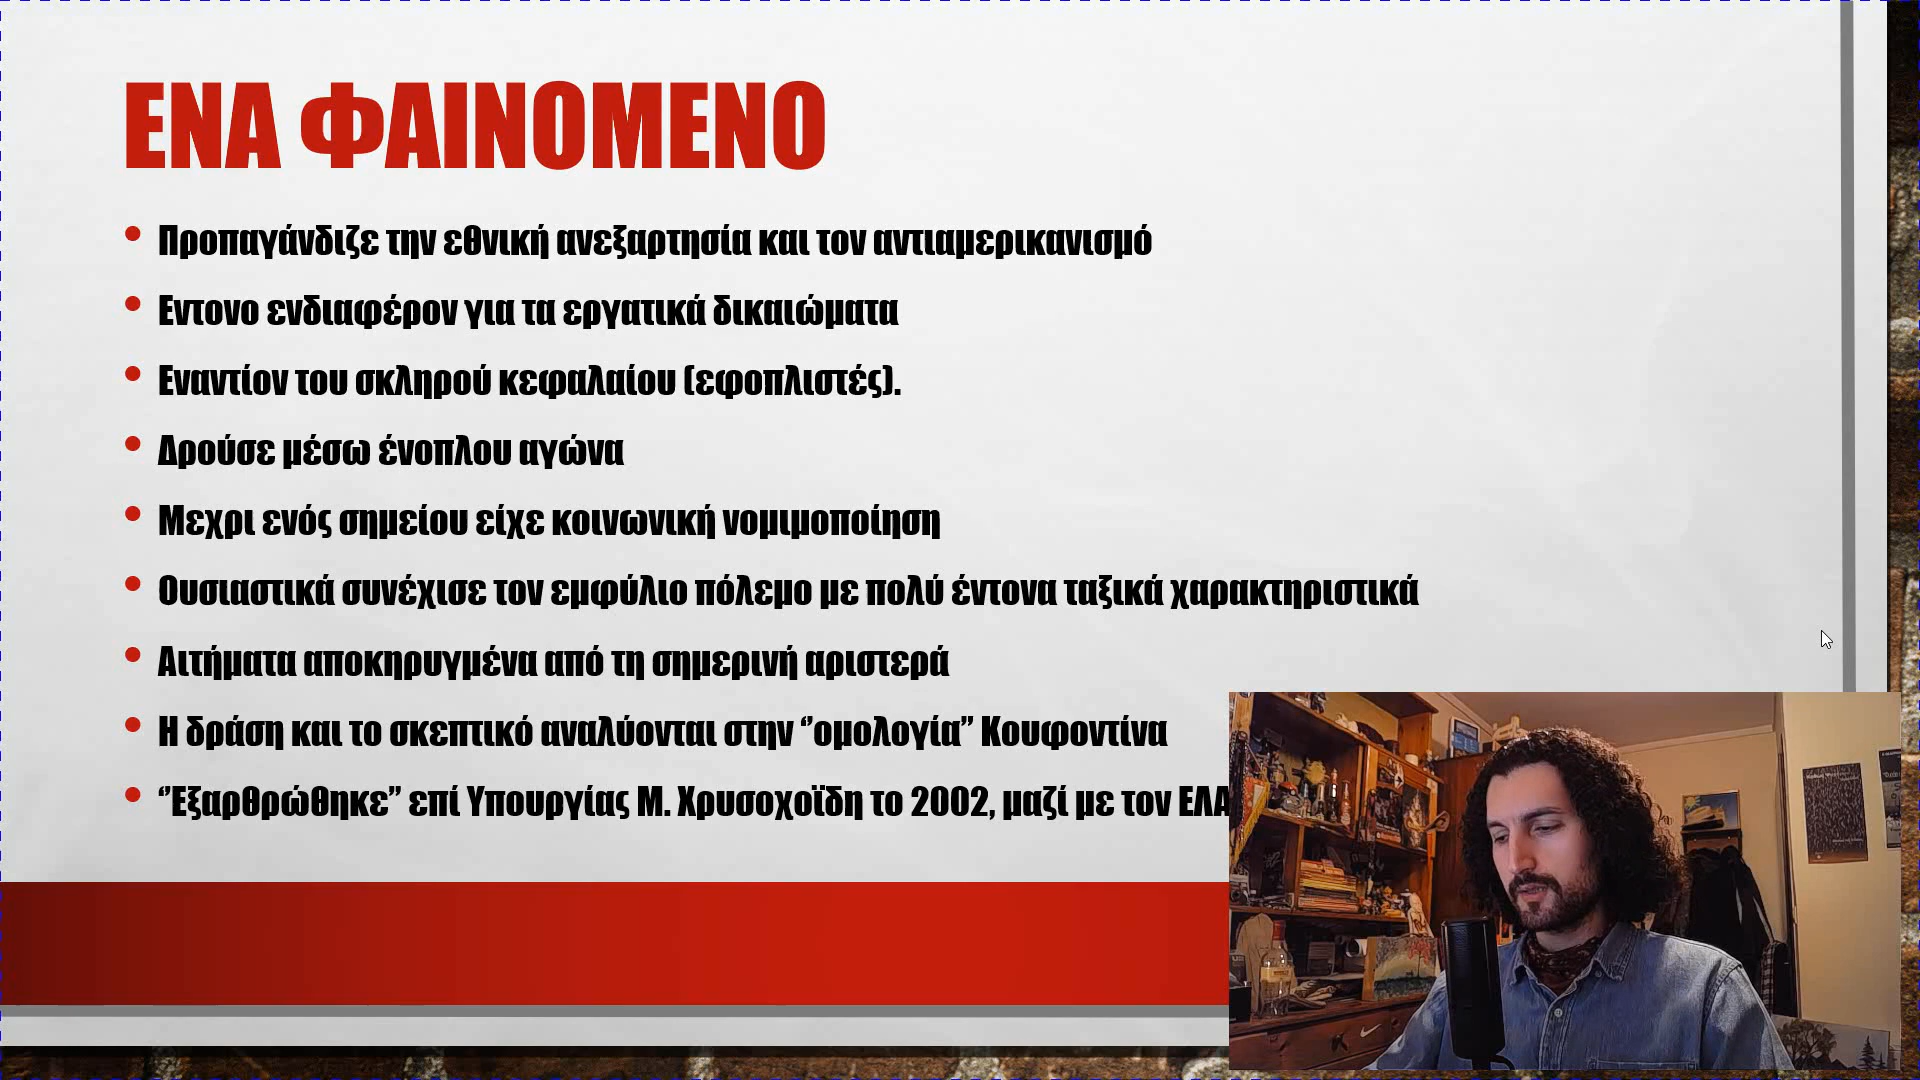 ΕΝΑ ΦΑΙΝΟΜΕΝΟ
• Προπαγάνδιζε την εθνική ανεξαρτησία και τον αντιαμερικανισμό
• Εντονο ενδιαφέρον για τα εργατικά δικαιώματα
• Εναντίον του σκληρού κεφαλαίου (εφοπλιστές).
• Δρούσε μέσω ένοπλου αγώνα
• Μεχρι ενός σημείου είχε κοινωνική νομιμοποίηση
• Ουσιαστικά συνέχισε τον εμφύλιο πόλεμο με πολύ έντονα ταξικά χαρακτηριστικά
• Αιτήματα αποκηρυγμένα από τη σημερινή αριστερά
• Η δράση και το σκεπτικό αναλύονται στην ‘’ομολογία’’ Κουφοντίνα
• ‘’Εξαρθρώθηκε’’ επί Υπουργίας Μ. Χρυσοχοΐδη το 2002, μαζί με τον ΕΛΑ